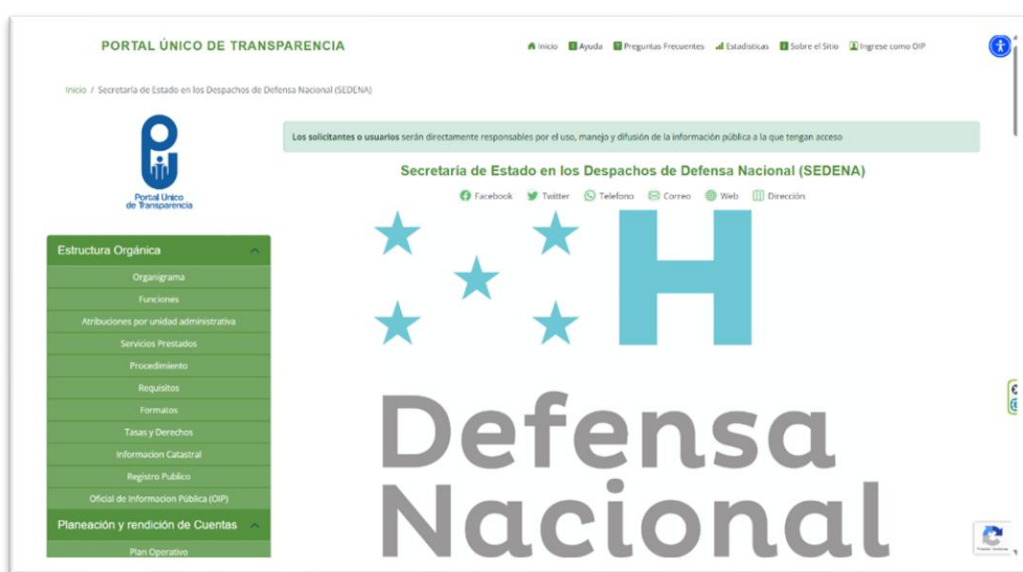 PORTAL ÚNICO DE TRANSPARENCIA
Inicio Ayuda Preguntas Frecuentes Estadísticas Sobre el Sitio Ingrese como OIP
Inicio / Secretaría de Estado en los Despachos de Defensa Nacional (SEDENA)
Portal Único
de Transparencia
Los solicitantes o usuarios serán directamente responsables por el uso, manejo y difusión de la información pública a la que tengan acceso
Secretaría de Estado en los Despachos de Defensa Nacional (SEDENA)
Facebook Twitter Telefono Correo Web Dirección
Estructura Orgánica
Organigrama
Funciones
Atribuciones por unidad administrativa
Servicios Prestados
Procedimiento
Requisitos
Formatos
Tasas y Derechos
Informacion Catastral
Registro Publico
Oficial de Informacion Pública (OIP)
Planeación y rendición de Cuentas
Plan Operativo
H
Defensa
Nacional